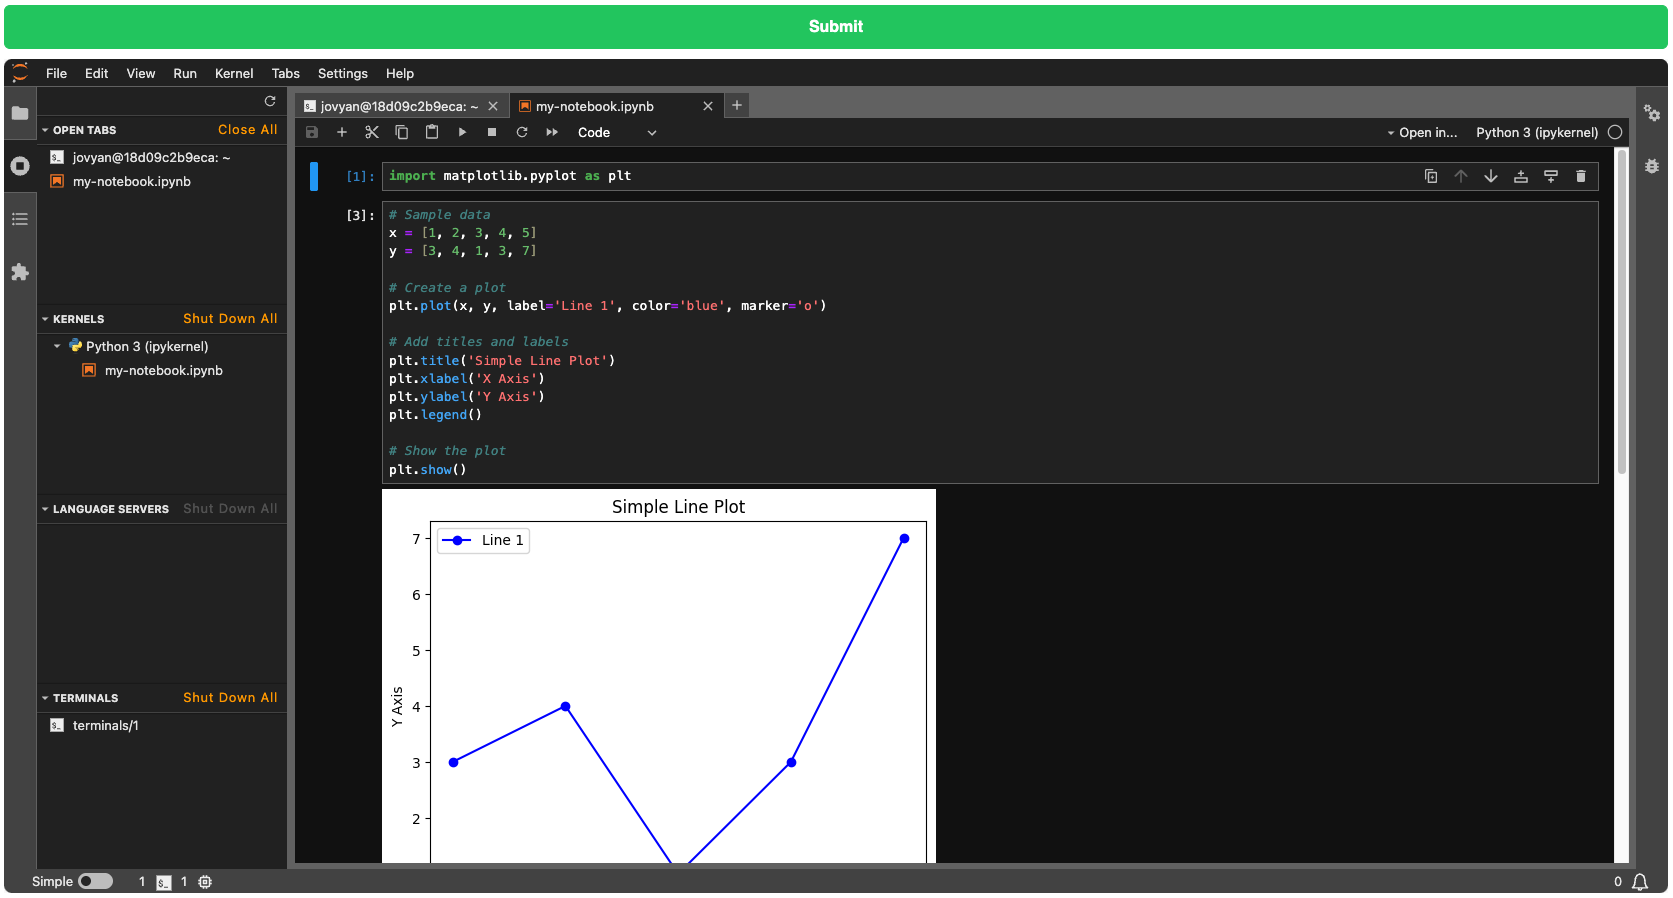 Submit
File Edit View Run Kernel Tabs Settings Help
OPEN TABS Close All
jovyan@18d09c2b9eca: ~
my-notebook.ipynb
KERNELS Shut Down All
Python 3 (ipykernel)
my-notebook.ipynb
LANGUAGE SERVERS Shut Down All
TERMINALS Shut Down All
terminals/1
jovyan@18d09c2b9eca: ~ my-notebook.ipynb
Code Open in... Python 3 (ipykernel)
[1]: import matplotlib.pyplot as plt
[3]: # Sample data
x = [1, 2, 3, 4, 5]
y = [3, 4, 1, 3, 7]
# Create a plot
plt.plot(x, y, label='Line 1', color='blue', marker='o')
# Add titles and labels
plt.title('Simple Line Plot')
plt.xlabel('X Axis')
plt.ylabel('Y Axis')
plt.legend()
# Show the plot
plt.show()
Simple Line Plot
Line 1
7
6
5
4
3
2
Y Axis
Simple 1 1 0